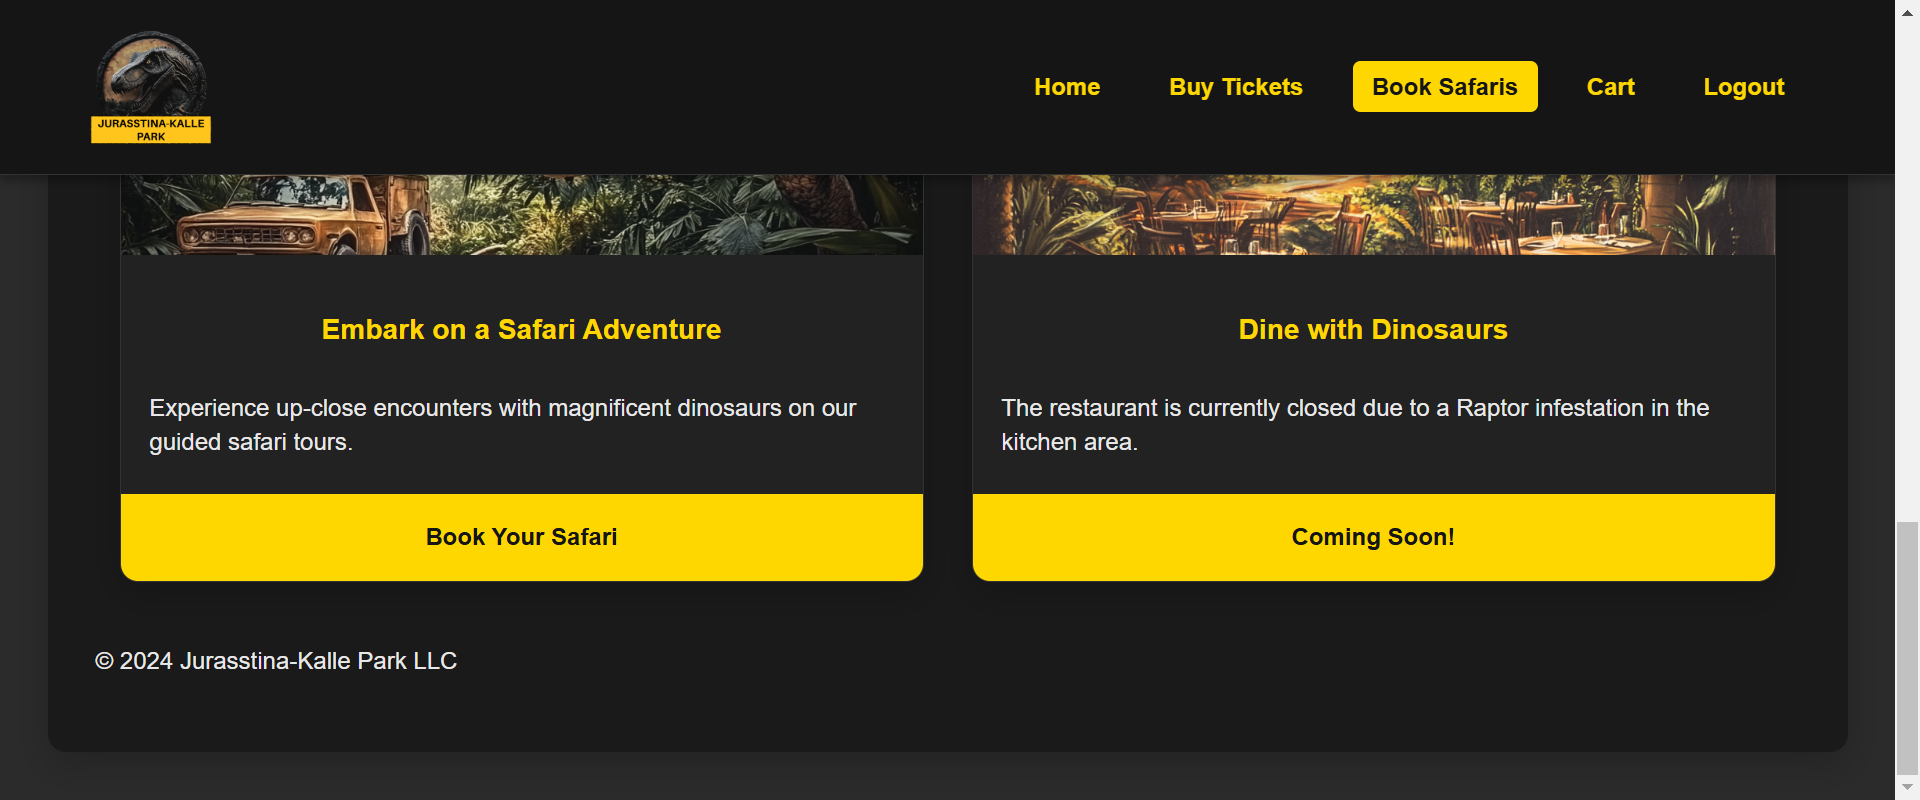 JURASSTINA-KALLE
PARK
Home
Buy Tickets
Book Safaris
Cart
Logout
Embark on a Safari Adventure
Experience up-close encounters with magnificent dinosaurs on our
guided safari tours.
Book Your Safari
Dine with Dinosaurs
The restaurant is currently closed due to a Raptor infestation in the
kitchen area.
Coming Soon!
© 2024 Jurasstina-Kalle Park LLC